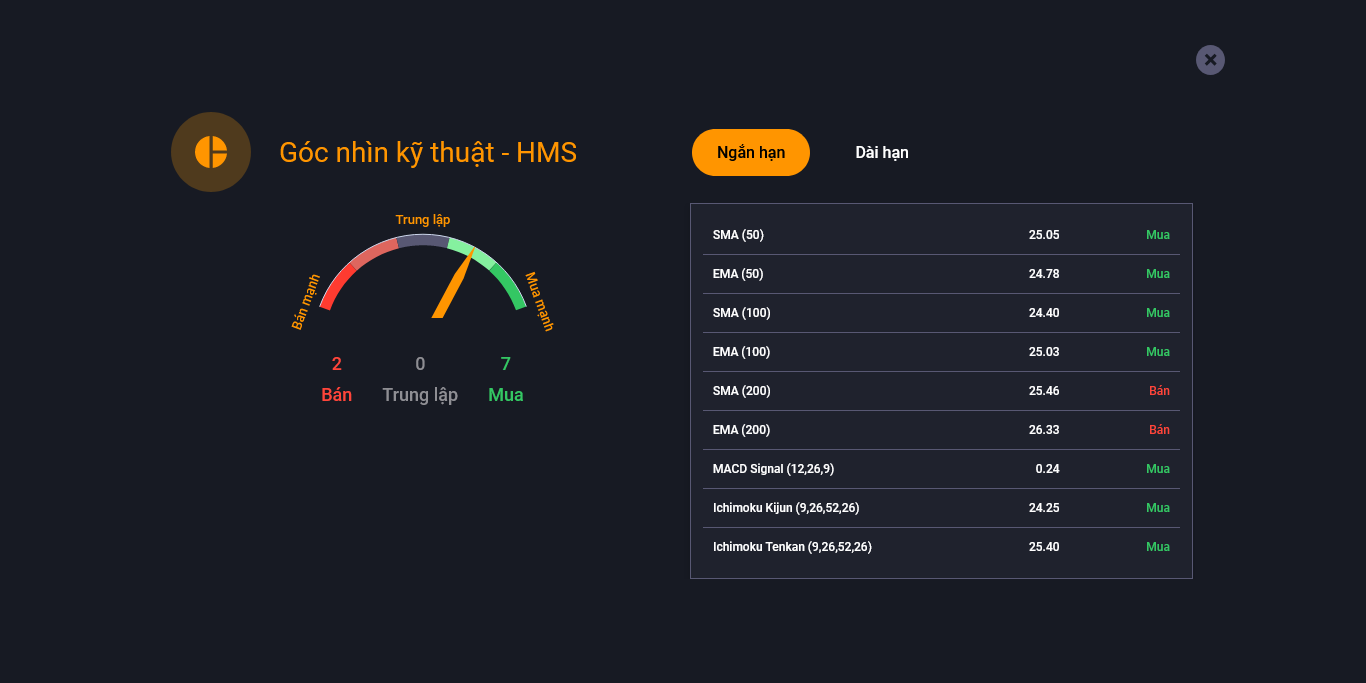 Góc nhìn kỹ thuật - HMS
Trung lập
Bán mạnh
Mua mạnh
2 0 7
Bán Trung lập Mua
Ngắn hạn Dài hạn
SMA (50) 25.05 Mua
EMA (50) 24.78 Mua
SMA (100) 24.40 Mua
EMA (100) 25.03 Mua
SMA (200) 25.46 Bán
EMA (200) 26.33 Bán
MACD Signal (12,26,9) 0.24 Mua
Ichimoku Kijun (9,26,52,26) 24.25 Mua
Ichimoku Tenkan (9,26,52,26) 25.40 Mua